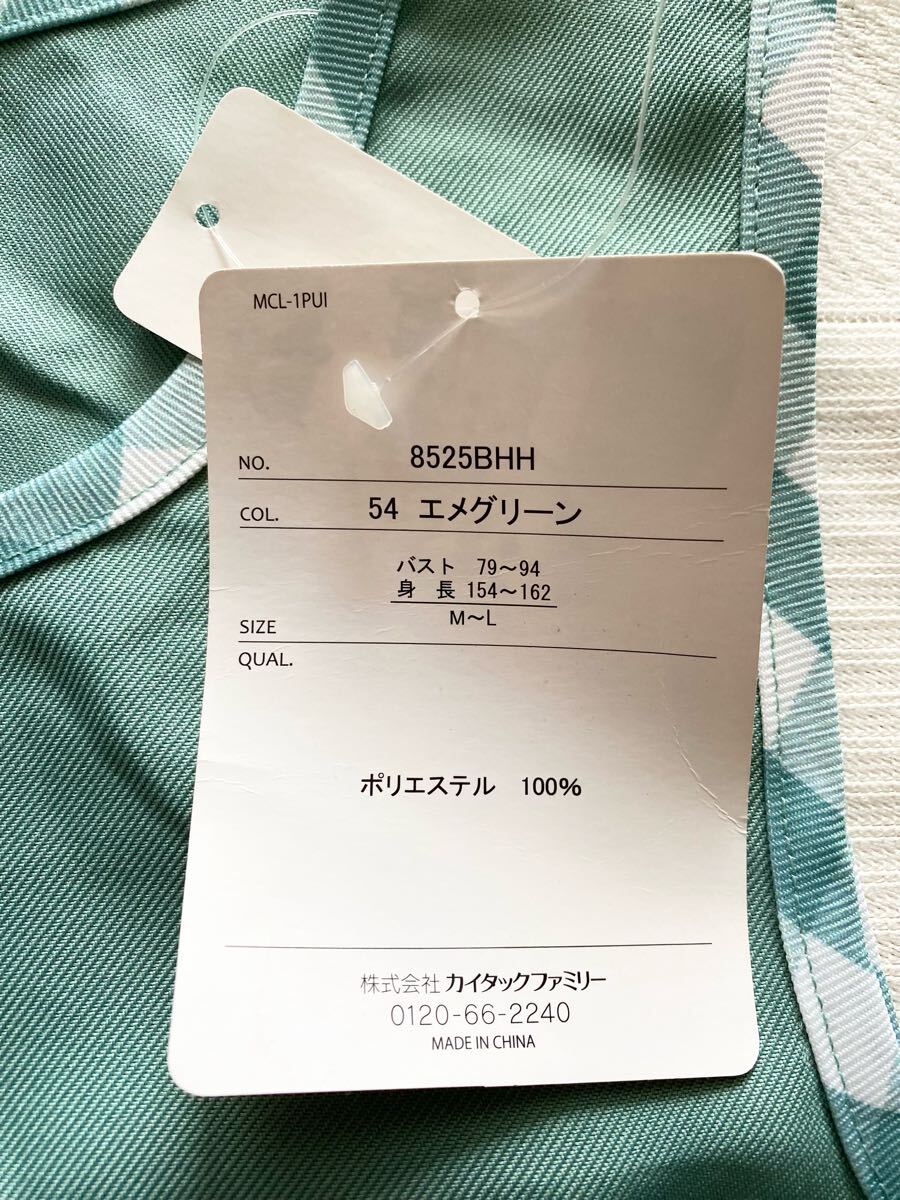 MCL-1PUI
NO. 8525BHH
COL. 54 エメグリーン
バスト 79～94
身 長 154～162
M～L
SIZE
QUAL.
ポリエステル 100%
株式会社 カイタックファミリー
0120-66-2240
MADE IN CHINA